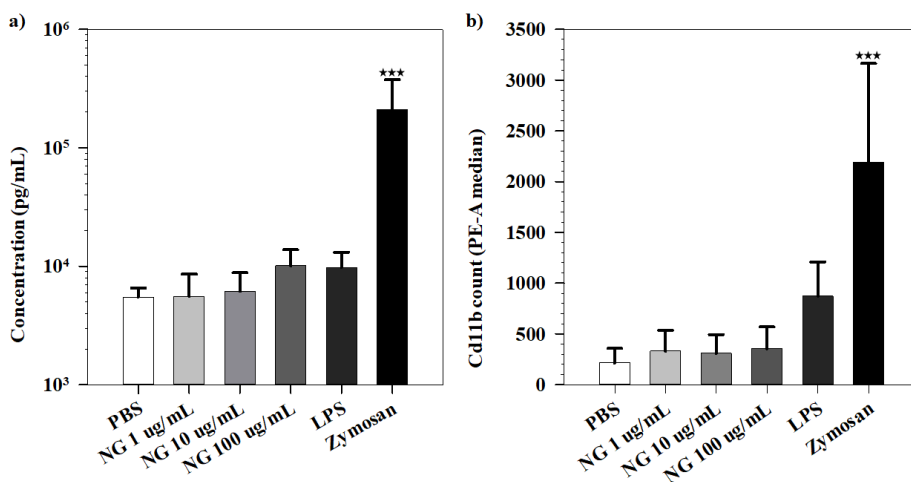 a)
Concentration (pg/mL)
10⁶
10⁵
10⁴
10³
★★★
PBS
NG 1 ug/mL
NG 10 ug/mL
NG 100 ug/mL
LPS
Zymosan
b)
Cd11b count (PE-A median)
3500
3000
2500
2000
1500
1000
500
0
★★★
PBS
NG 1 ug/mL
NG 10 ug/mL
NG 100 ug/mL
LPS
Zymosan